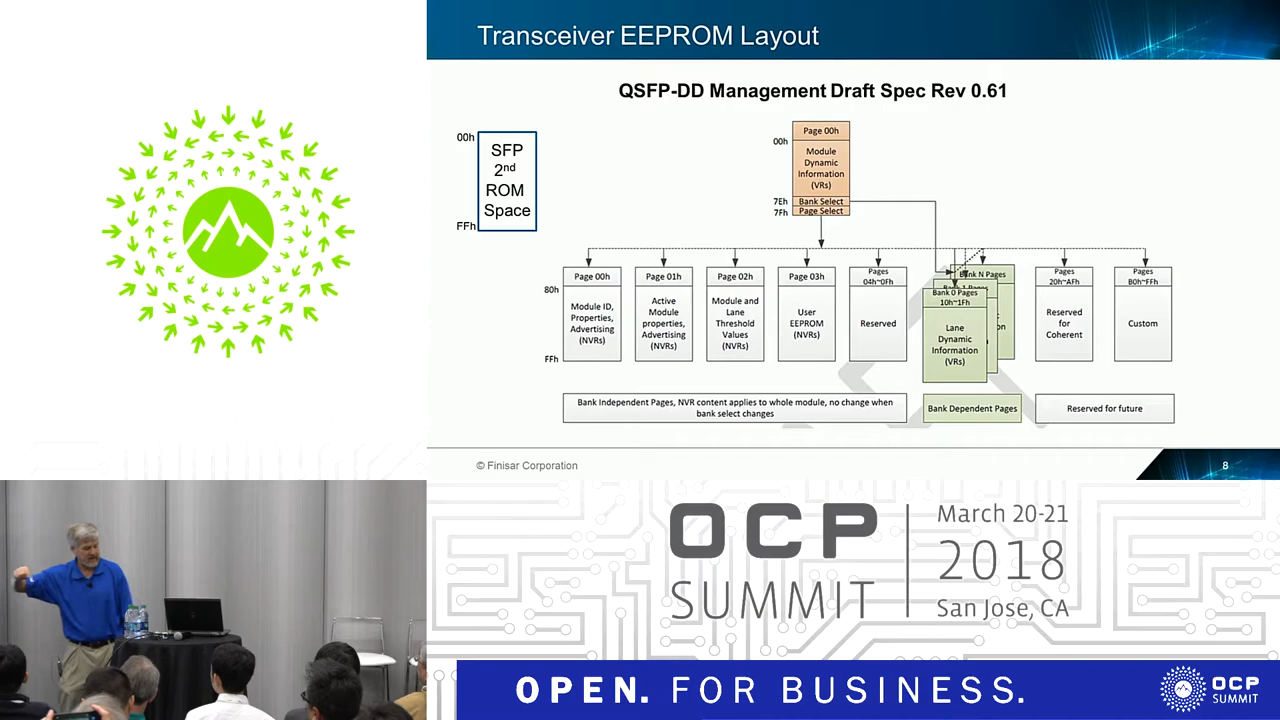 Transceiver EEPROM Layout
QSFP-DD Management Draft Spec Rev 0.61
00h
SFP
2nd
ROM
Space
FFh
Page 00h
00h
Module
Dynamic
Information
(VRs)
7Eh
Bank Select
7Fh
Page Select
80h
FFh
Page 00h
Module ID,
Properties,
Advertising
(NVRs)
Page 01h
Active
Module
properties,
Advertising
(NVRs)
Page 02h
Module and
Lane
Threshold
Values
(NVRs)
Page 03h
User
EEPROM
(NVRs)
Pages
04h~0Fh
Reserved
Bank N Pages
Bank 0 Pages
10h~1Fh
Lane
Dynamic
Information
(VRs)
Pages
20h~AFh
Reserved
for
Coherent
Pages
B0h~FFh
Custom
Bank Independent Pages, NVR content applies to whole module, no change when
bank select changes
Bank Dependent Pages
Reserved for future
© Finisar Corporation
8
OCP
SUMMIT
March 20-21
2018
San Jose, CA
OPEN. FOR BUSINESS.
OCP
SUMMIT